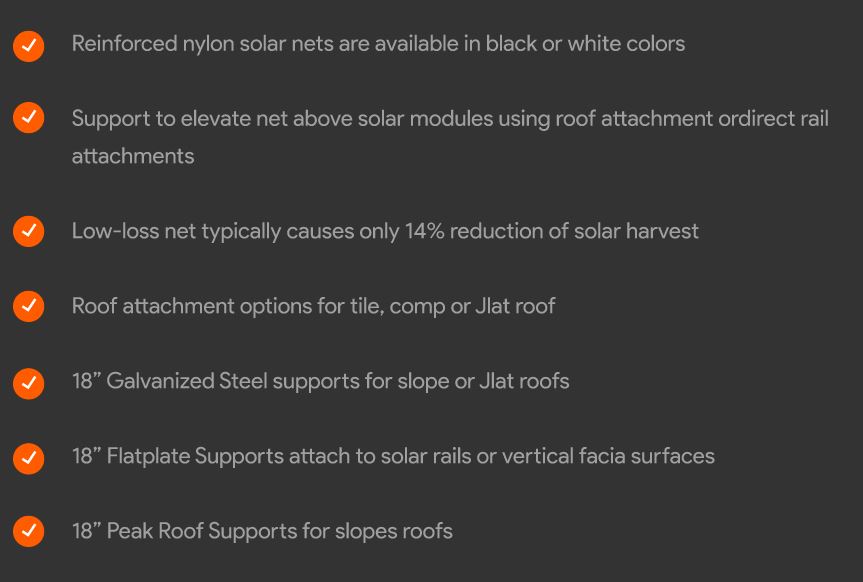 Reinforced nylon solar nets are available in black or white colors
Support to elevate net above solar modules using roof attachment ordirect rail
attachments
Low-loss net typically causes only 14% reduction of solar harvest
Roof attachment options for tile, comp or Jlat roof
18” Galvanized Steel supports for slope or Jlat roofs
18” Flatplate Supports attach to solar rails or vertical facia surfaces
18” Peak Roof Supports for slopes roofs